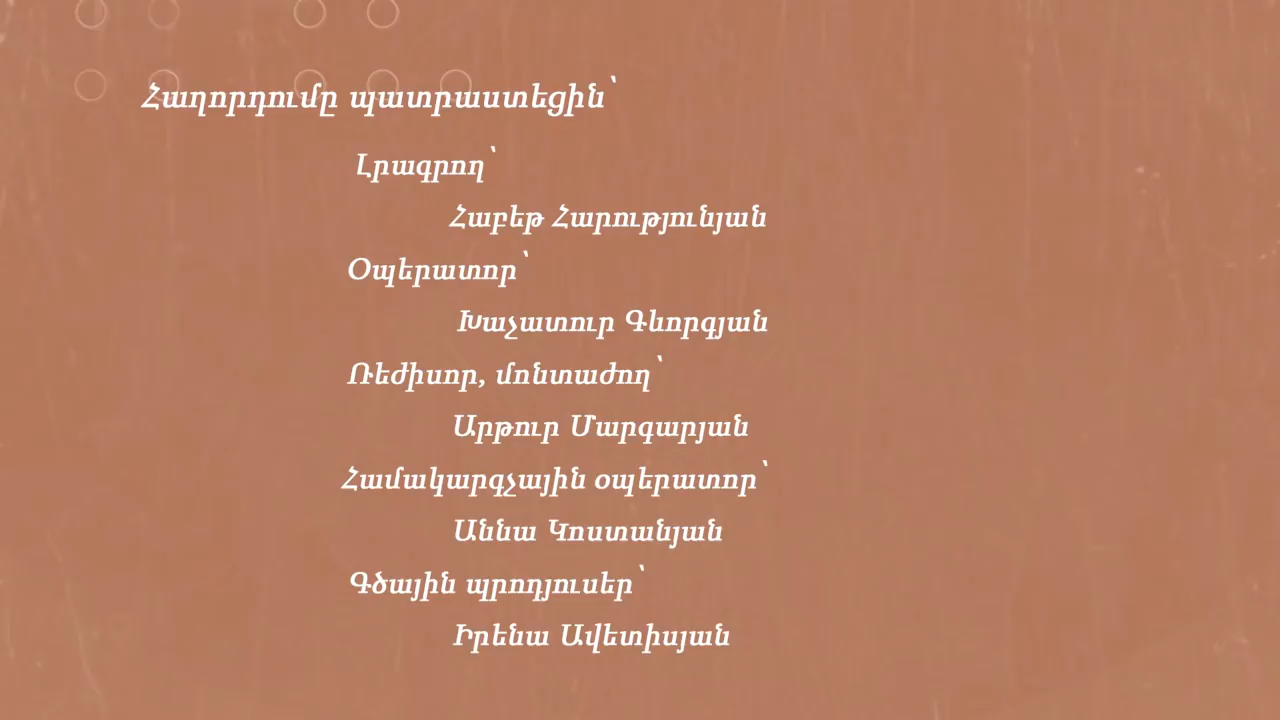 Հաղորդումը պատրաստեցին՝
Լրագրող՝
Հաբեթ Հարությունյան
Օպերատոր՝
Խաչատուր Գևորգյան
Ռեժիսոր, մոնտաժող՝
Արթուր Մարգարյան
Համակարգչային օպերատոր՝
Աննա Կոստանյան
Գծային պրոդյուսեր՝
Իրենա Ավետիսյան